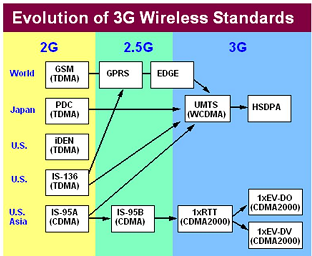 Evolution of 3G Wireless Standards
2G 2.5G 3G
World GSM GPRS EDGE
(TDMA)
Japan PDC UMTS HSDPA
(TDMA) (WCDMA)
U.S. iDEN
(TDMA)
U.S. IS-136
(TDMA)
U.S. IS-95A IS-95B 1xRTT 1xEV-DO
Asia (CDMA) (CDMA) (CDMA2000) (CDMA2000)
1xEV-DV
(CDMA2000)